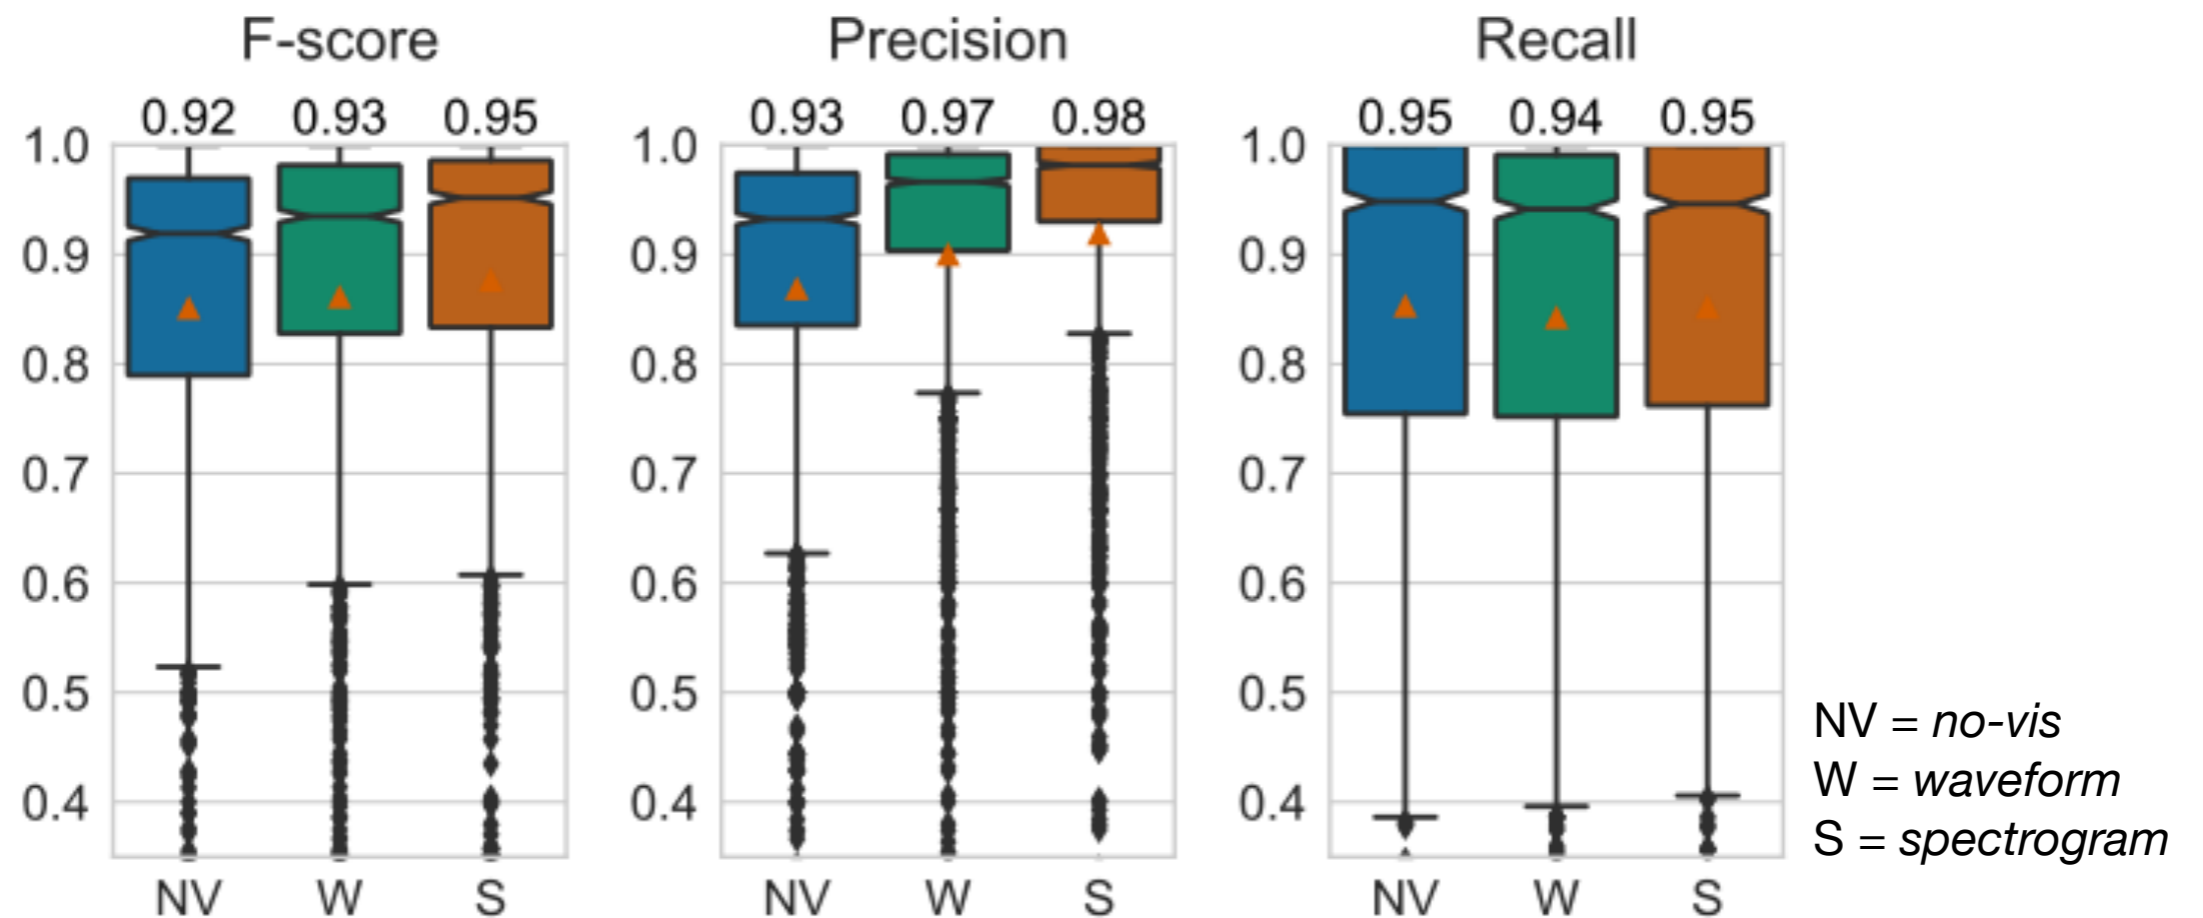 F-score
Precision
Recall
0.92 0.93 0.95
0.93 0.97 0.98
0.95 0.94 0.95
1.0
0.9
0.8
0.7
0.6
0.5
0.4
1.0
0.9
0.8
0.7
0.6
0.5
0.4
1.0
0.9
0.8
0.7
0.6
0.5
0.4
NV W S
NV W S
NV W S
NV = no-vis
W = waveform
S = spectrogram